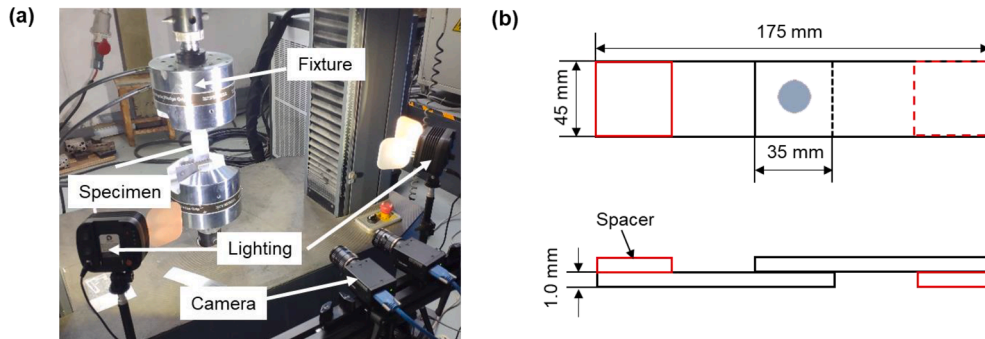 (a)
Fixture
Specimen
Lighting
Camera
(b)
175 mm
45 mm
35 mm
Spacer
1.0 mm